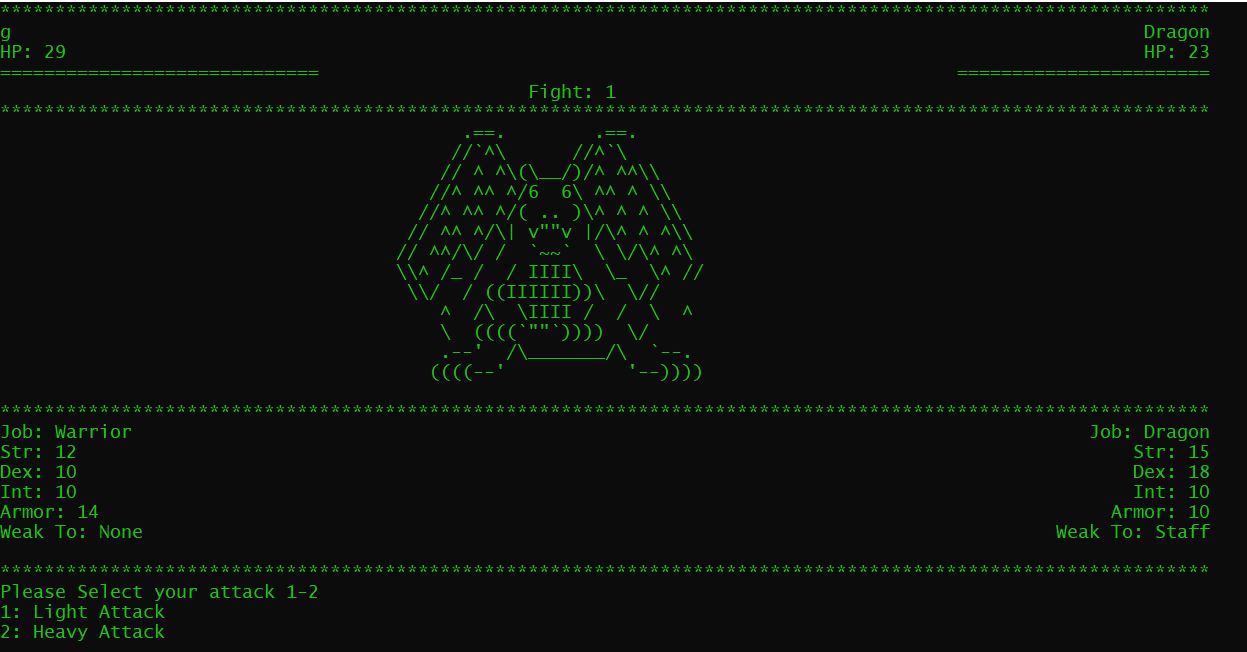 g Dragon
HP: 29 HP: 23
Fight: 1
Job: Warrior Job: Dragon
Str: 12 Str: 15
Dex: 10 Dex: 18
Int: 10 Int: 10
Armor: 14 Armor: 10
Weak To: None Weak To: Staff
Please Select your attack 1-2
1: Light Attack
2: Heavy Attack